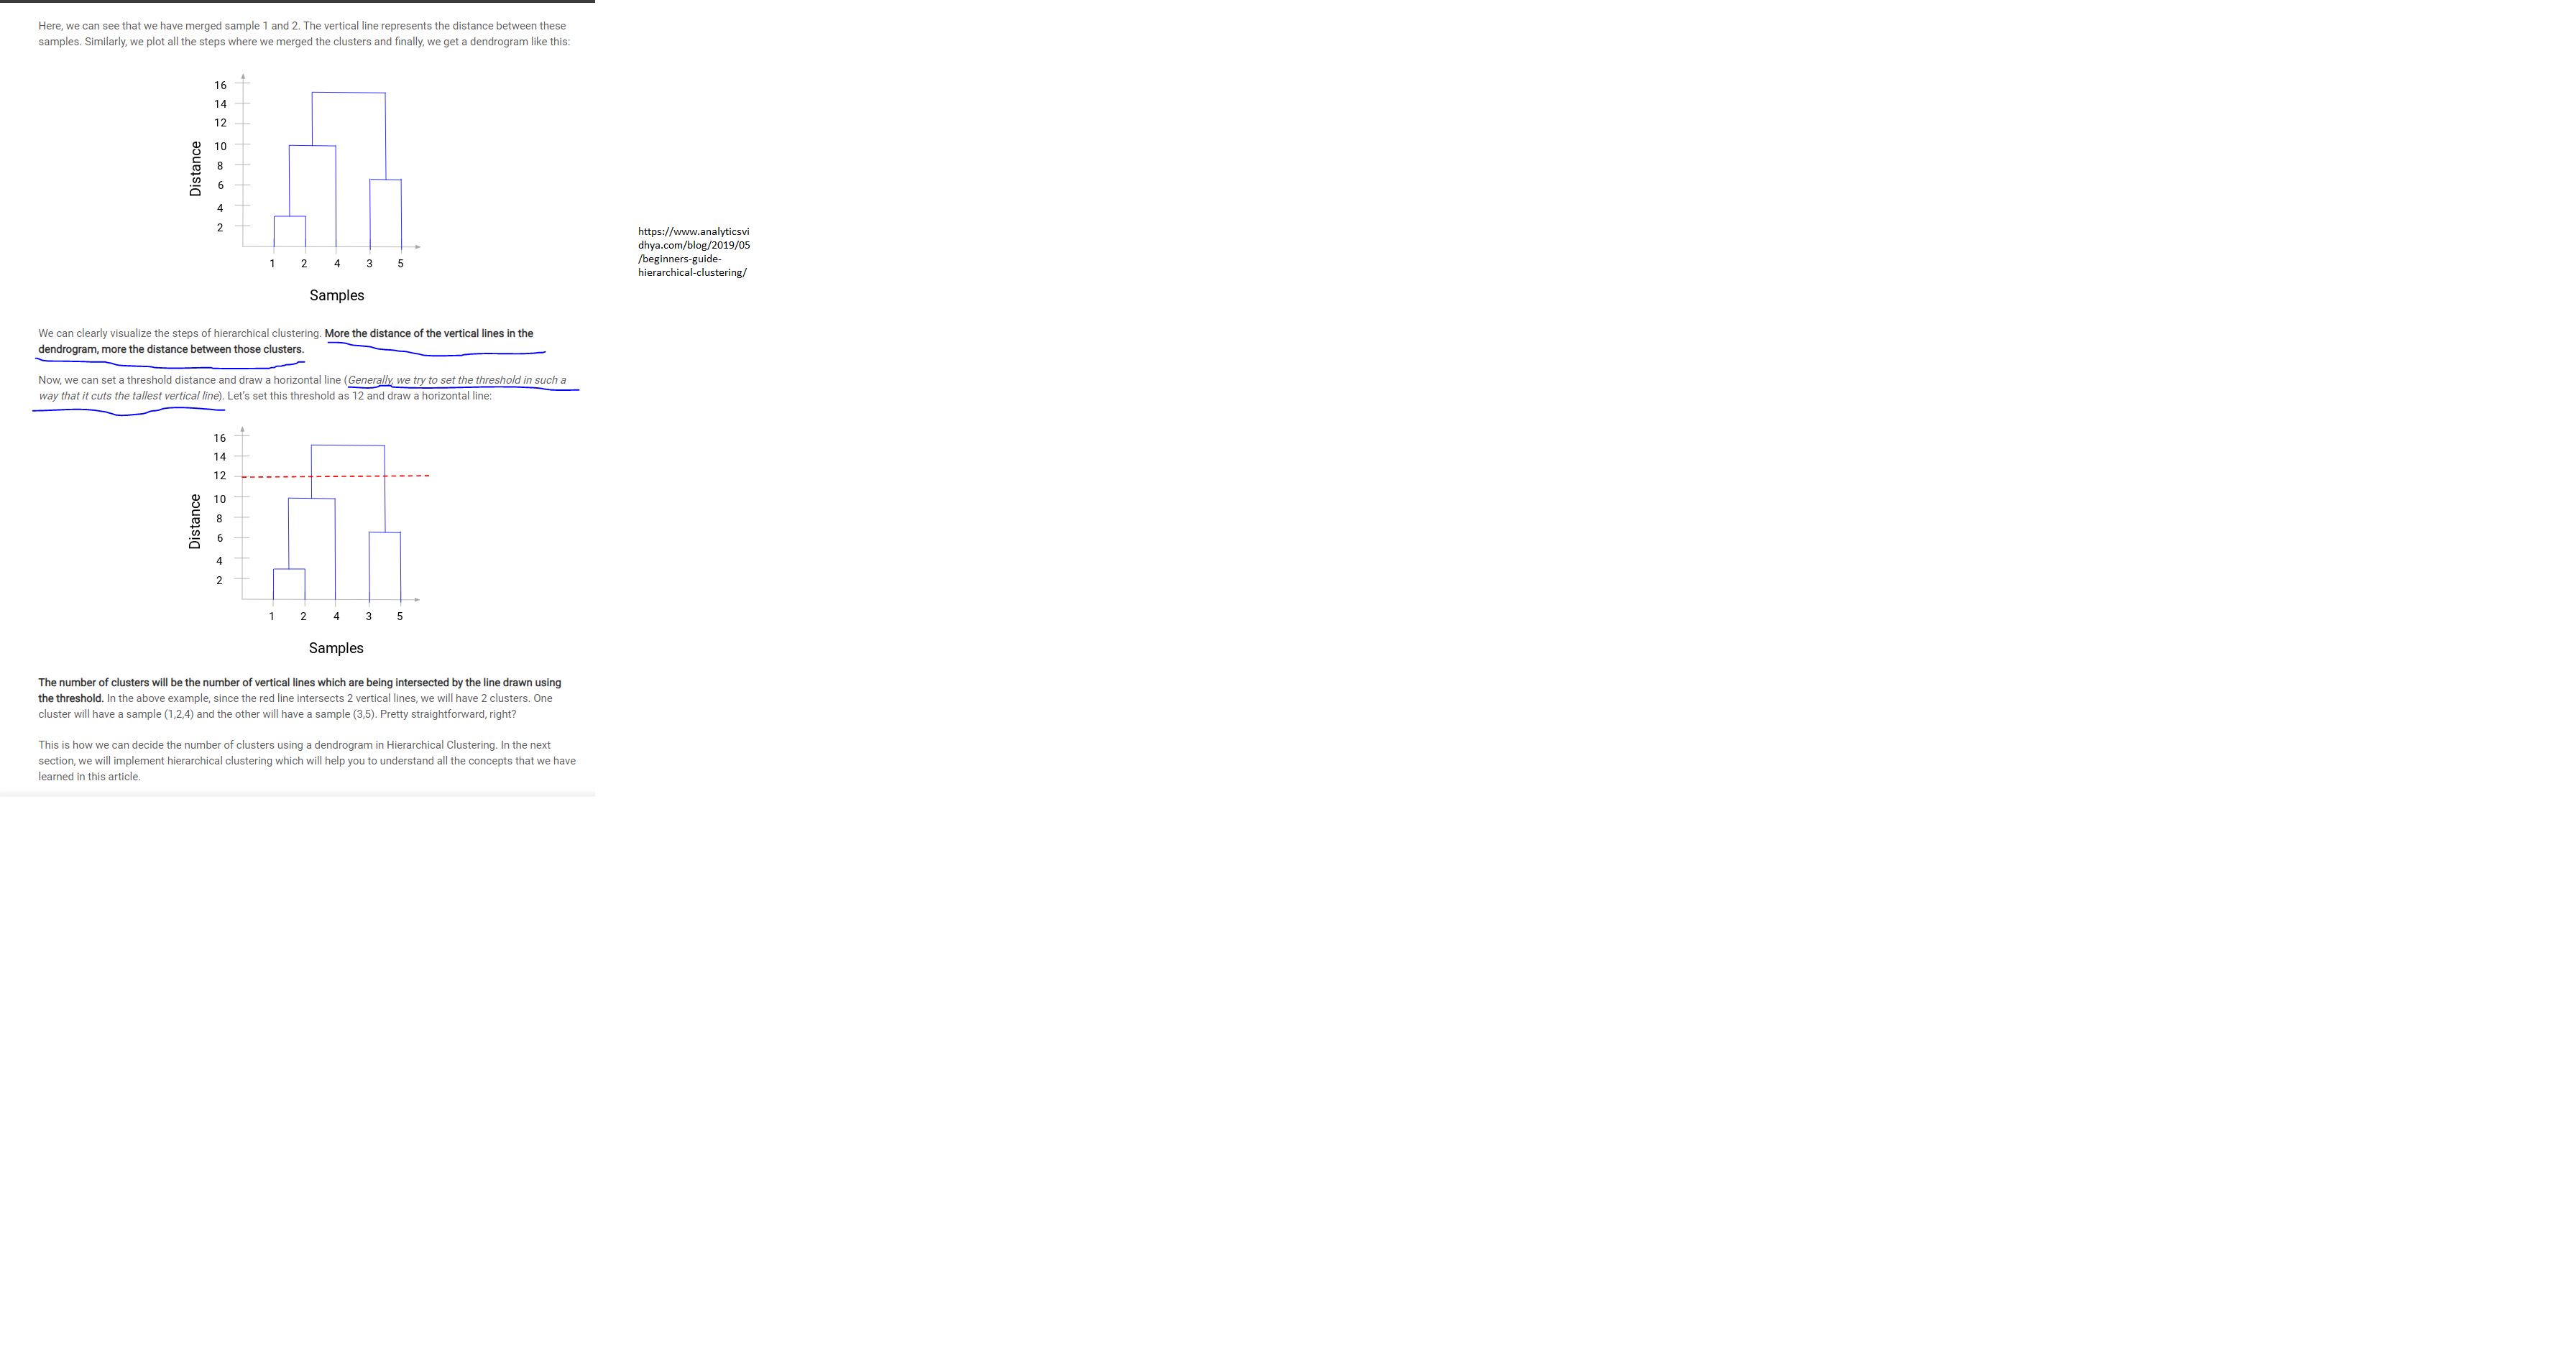 Here, we can see that we have merged sample 1 and 2. The vertical line represents the distance between these
samples. Similarly, we plot all the steps where we merged the clusters and finally, we get a dendrogram like this:
16
14
12
10
8
6
4
2
Distance
1 2 4 3 5
Samples
https://www.analyticsvi
dhya.com/blog/2019/05
/beginners-guide-
hierarchical-clustering/
We can clearly visualize the steps of hierarchical clustering. More the distance of the vertical lines in the
dendrogram, more the distance between those clusters.
Now, we can set a threshold distance and draw a horizontal line (Generally, we try to set the threshold in such a
way that it cuts the tallest vertical line). Let’s set this threshold as 12 and draw a horizontal line:
16
14
12
10
8
6
4
2
Distance
1 2 4 3 5
Samples
The number of clusters will be the number of vertical lines which are being intersected by the line drawn using
the threshold. In the above example, since the red line intersects 2 vertical lines, we will have 2 clusters. One
cluster will have a sample (1,2,4) and the other will have a sample (3,5). Pretty straightforward, right?
This is how we can decide the number of clusters using a dendrogram in Hierarchical Clustering. In the next
section, we will implement hierarchical clustering which will help you to understand all the concepts that we have
learned in this article.